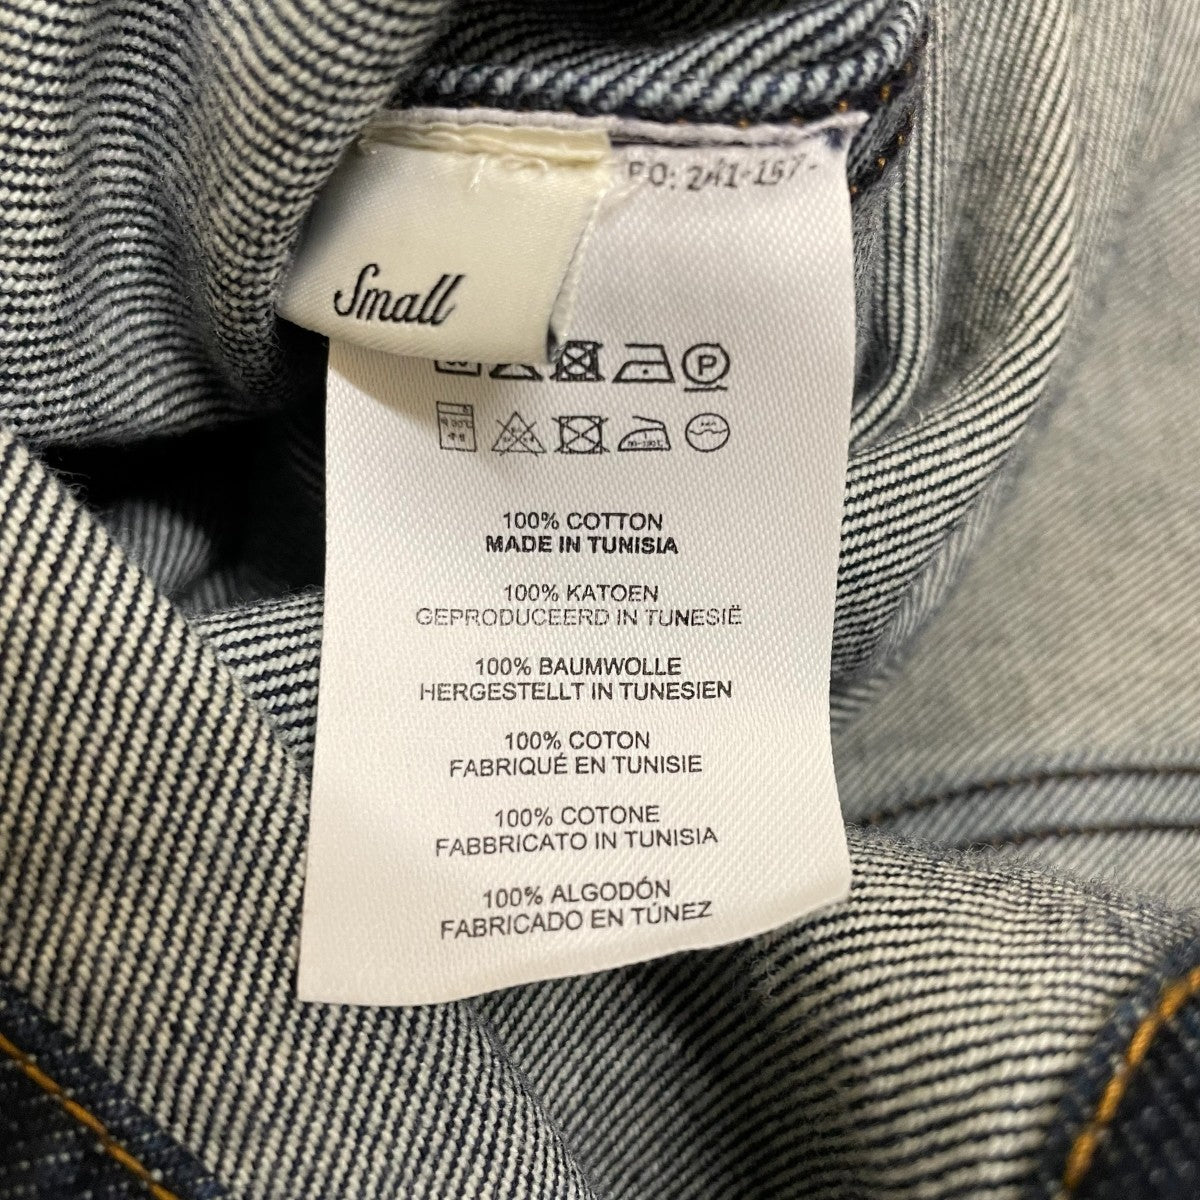 PO: 241-157-
Small
P
100% COTTON
MADE IN TUNISIA
100% KATOEN
GEPRODUCEERD IN TUNESIË
100% BAUMWOLLE
HERGESTELLT IN TUNESIEN
100% COTON
FABRIQUÉ EN TUNISIE
100% COTONE
FABBRICATO IN TUNISIA
100% ALGODÓN
FABRICADO EN TÚNEZ